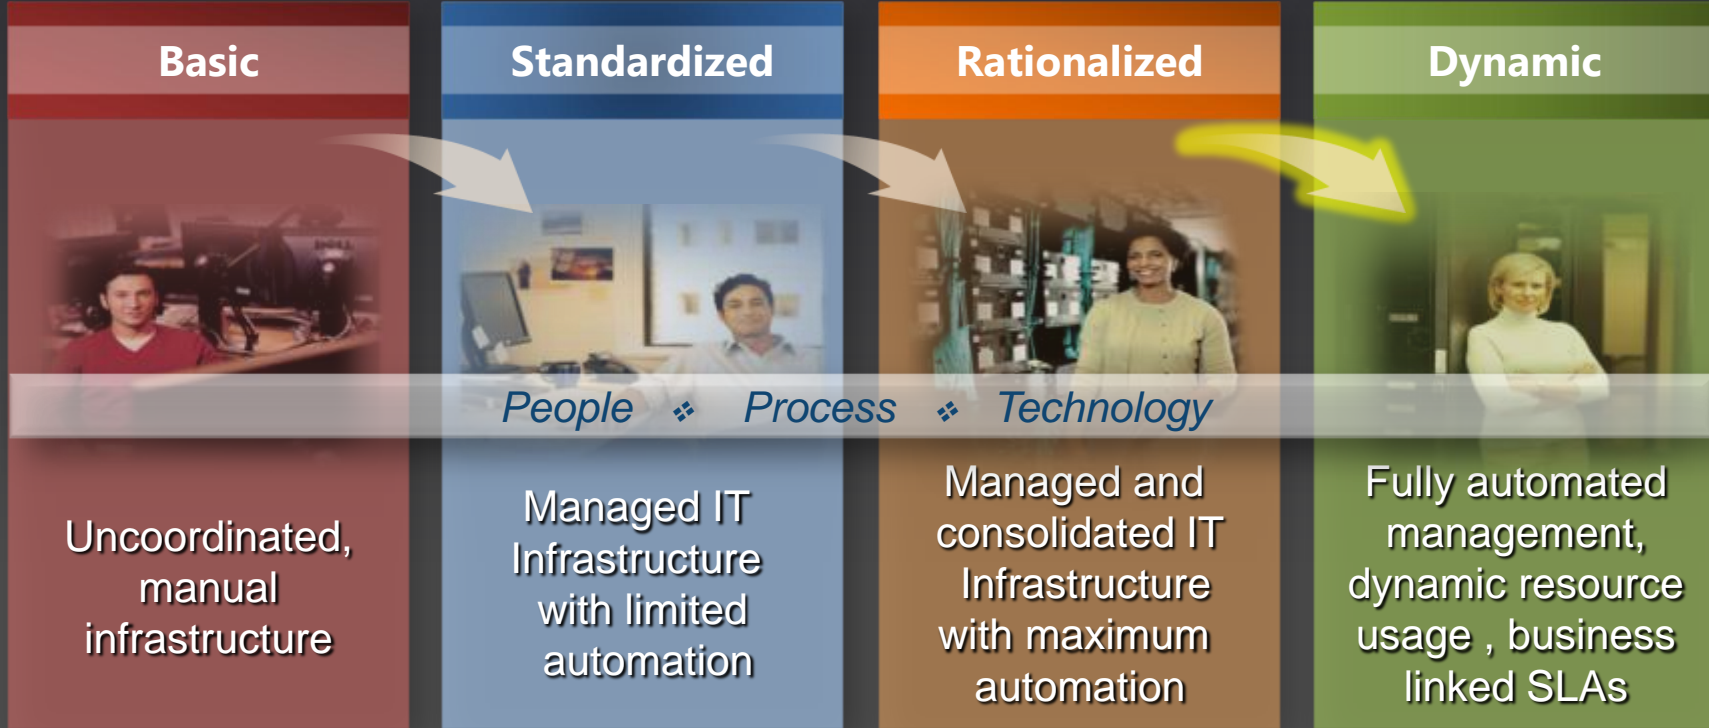 Basic
Standardized
Rationalized
Dynamic
DELL
People ❖ Process ❖ Technology
Uncoordinated,
manual
infrastructure
Managed IT
Infrastructure
with limited
automation
Managed and
consolidated IT
Infrastructure
with maximum
automation
Fully automated
management,
dynamic resource
usage , business
linked SLAs